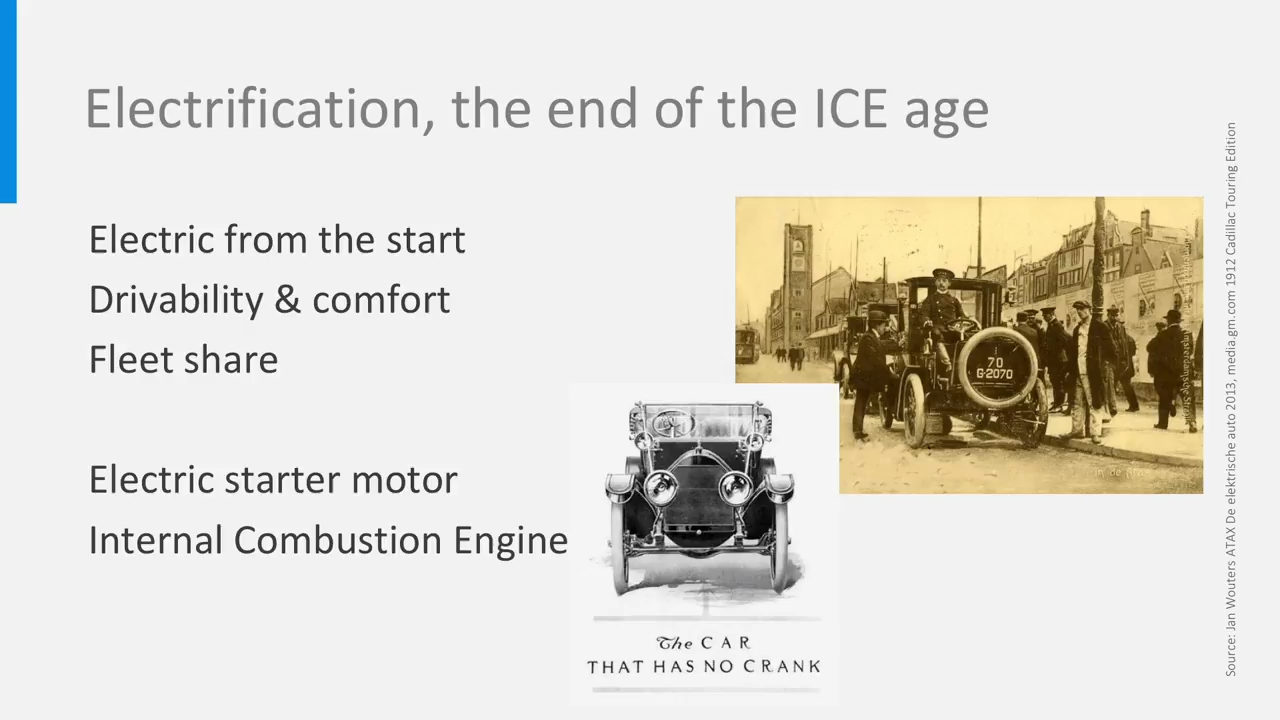 Electrification, the end of the ICE age
Electric from the start
Drivability & comfort
Fleet share
Electric starter motor
Internal Combustion Engine
70
G-2070
The CAR
THAT HAS NO CRANK
Source: Jan Wouters ATAX De elektrische auto 2013, media.gm.com 1912 Cadillac Touring Edition